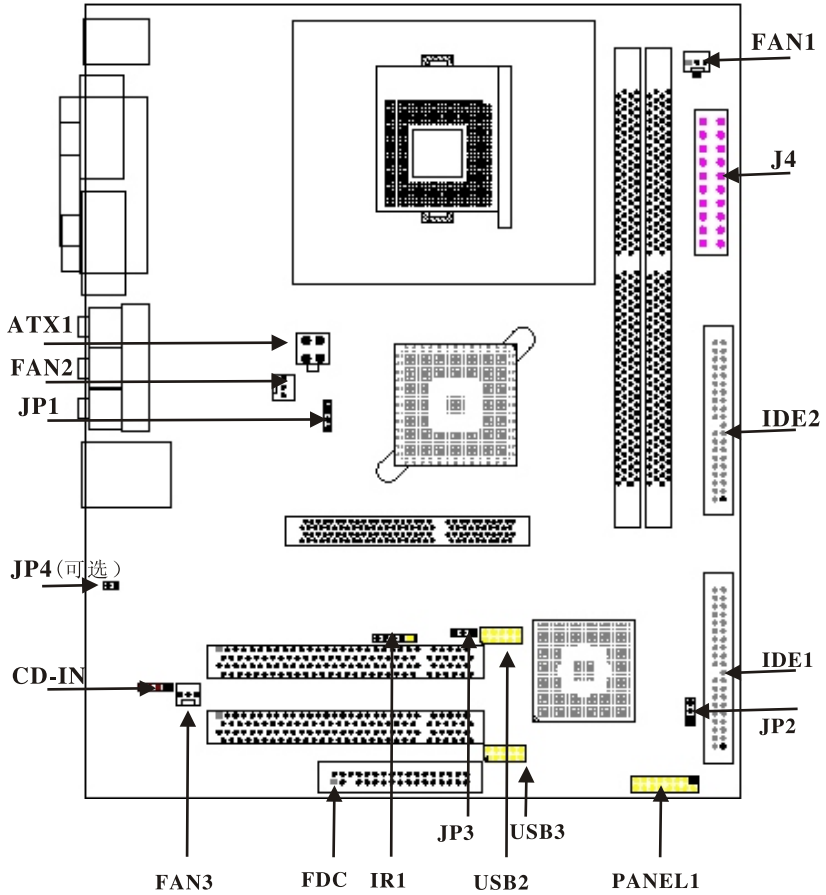 FAN1
J4
ATX1
FAN2
JP1
IDE2
JP4(可选)
CD-IN
IDE1
JP2
JP3
USB3
FAN3
FDC
IR1
USB2
PANEL1